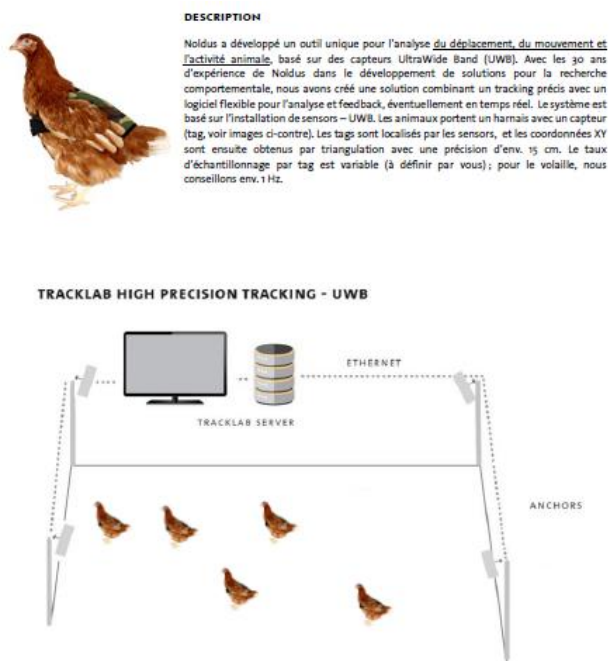 DESCRIPTION
Noldus a développé un outil unique pour l'analyse du déplacement, du mouvement et
l'activité animale, basé sur des capteurs UltraWide Band (UWB). Avec les 30 ans
d'expérience de Noldus dans le développement de solutions pour la recherche
comportementale, nous avons créé une solution combinant un tracking précis avec un
logiciel flexible pour l'analyse et feedback, éventuellement en temps réel. Le système est
basé sur l'installation de sensors – UWB. Les animaux portent un harnais avec un capteur
(tag, voir images ci-contre). Les tags sont localisés par les sensors, et les coordonnées XY
sont ensuite obtenus par triangulation avec une précision d'env. 15 cm. Le taux
d'échantillonnage par tag est variable (à définir par vous) ; pour le volaille, nous
conseillons env. 1 Hz.
TRACKLAB HIGH PRECISION TRACKING - UWB
ETHERNET
TRACKLAB SERVER
ANCHORS